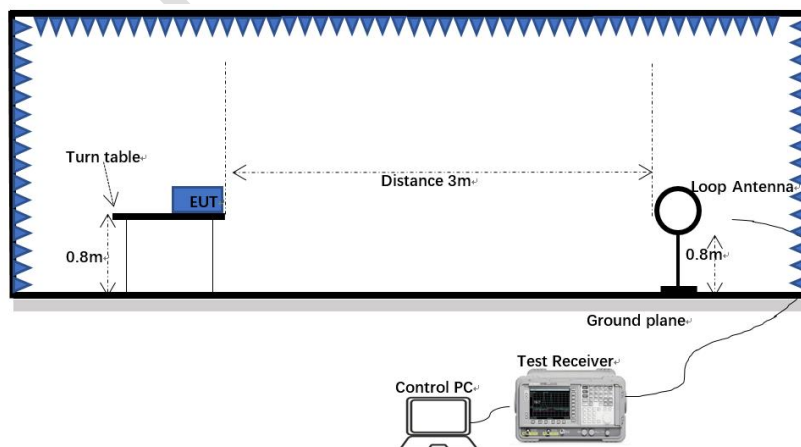 Turn table
EUT
Distance 3m
Loop Antenna
0.8m
0.8m
Ground plane
Test Receiver
Control PC